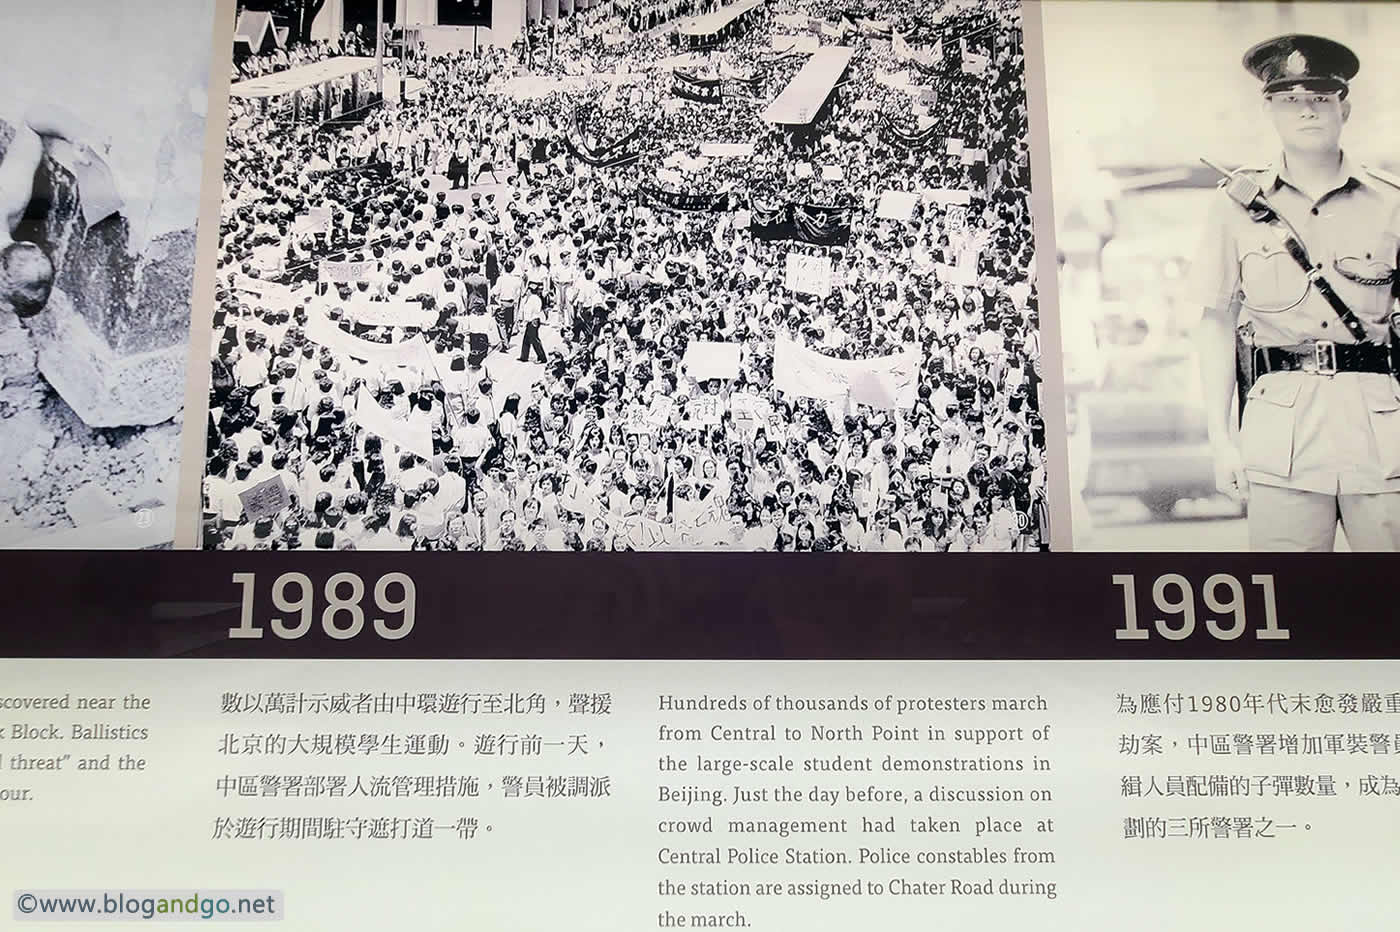 1989
1991
scovered near the
k Block. Ballistics
l threat” and the
our.
數以萬計示威者由中環遊行至北角，聲援
北京的大規模學生運動。遊行前一天，
中區警署部署人流管理措施，警員被調派
於遊行期間駐守遮打道一帶。
Hundreds of thousands of protesters march
from Central to North Point in support of
the large-scale student demonstrations in
Beijing. Just the day before, a discussion on
crowd management had taken place at
Central Police Station. Police constables from
the station are assigned to Chater Road during
the march.
為應付1980年代末愈發嚴重
劫案，中區警署增加軍裝警員
緝人員配備的子彈數量，成為
劃的三所警署之一。
©www.blogandgo.net